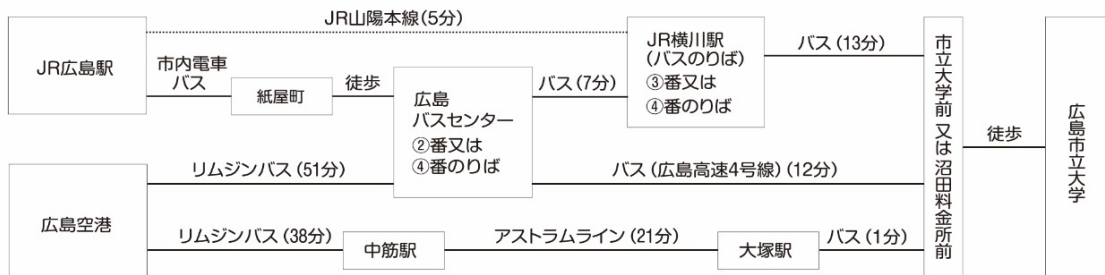 JR山陽本線(5分)
JR広島駅
市内電車
バス
紙屋町
徒歩
広島
バスセンター
②番又は
④番のりば
バス(7分)
JR横川駅
(バスのりば)
③番又は
④番のりば
バス(13分)
広島空港
リムジンバス(51分)
バス(広島高速4号線)(12分)
リムジンバス(38分)
中筋駅
アストラムライン(21分)
大塚駅
バス(1分)
市立大学前 又は 沼田料金所前
徒歩
広島市立大学